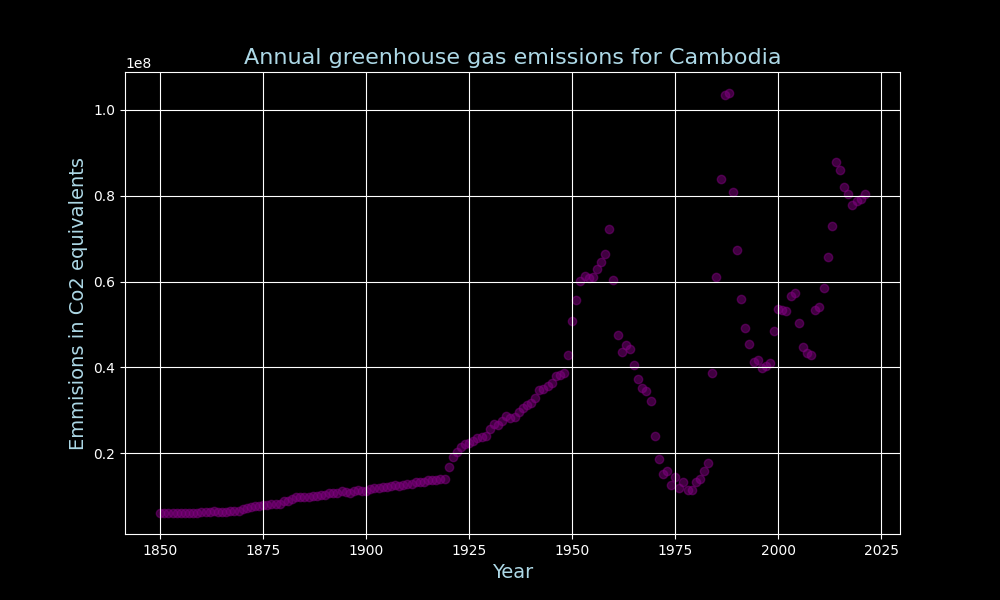 Annual greenhouse gas emissions for Cambodia
1e8
1.0
0.8
0.6
0.4
0.2
Emmisions in Co2 equivalents
1850 1875 1900 1925 1950 1975 2000 2025
Year